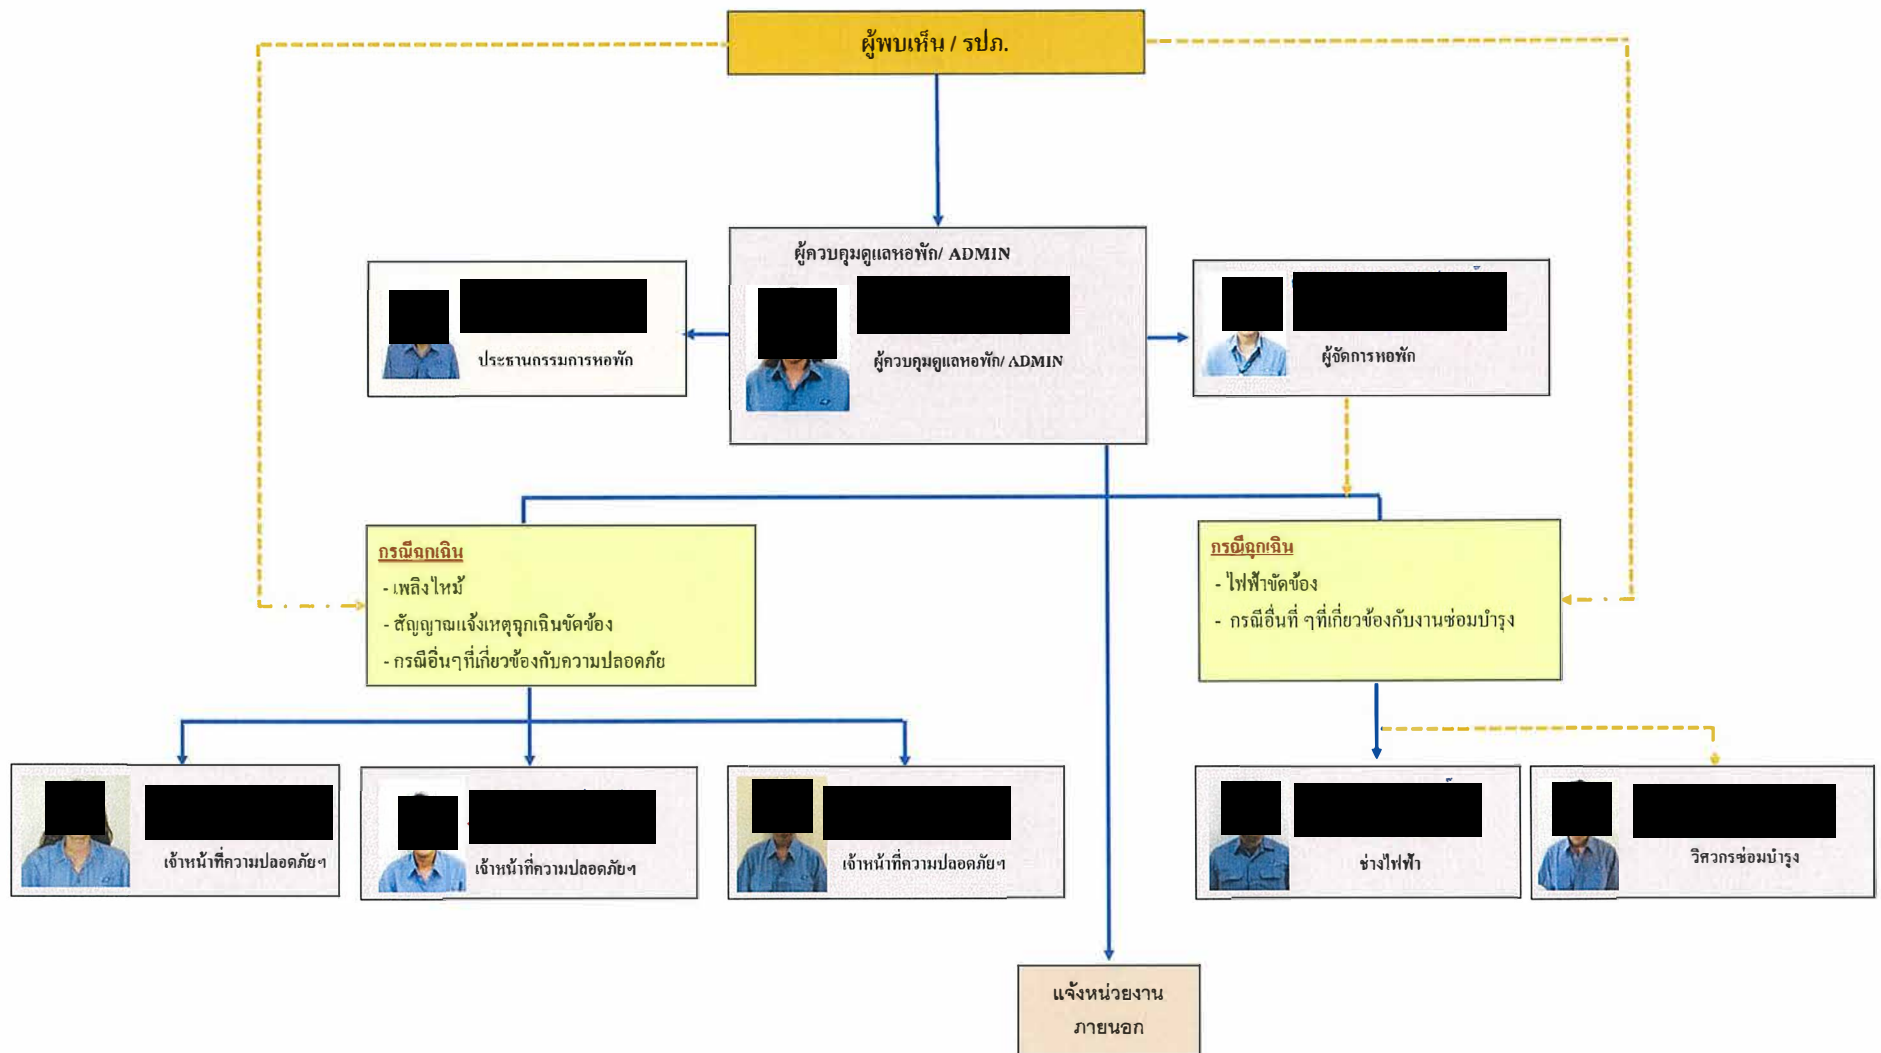 ผู้พบเห็น / รปภ.
ผู้ควบคุมดูแลหอพัก/ ADMIN
ประธานกรรมการหอพัก
ผู้ควบคุมดูแลหอพัก/ ADMIN
ผู้จัดการหอพัก
กรณีฉุกเฉิน
- เพลิงไหม้
- สัญญาณแจ้งเหตุฉุกเฉินขัดข้อง
- กรณีอื่นๆที่เกี่ยวข้องกับความปลอดภัย
กรณีฉุกเฉิน
- ไฟฟ้าขัดข้อง
- กรณีอื่นที่ ๆที่เกี่ยวข้องกับงานซ่อมบำรุง
เจ้าหน้าที่ความปลอดภัยฯ
เจ้าหน้าที่ความปลอดภัยฯ
เจ้าหน้าที่ความปลอดภัยฯ
ช่างไฟฟ้า
วิศวกรซ่อมบำรุง
แจ้งหน่วยงาน
ภายนอก